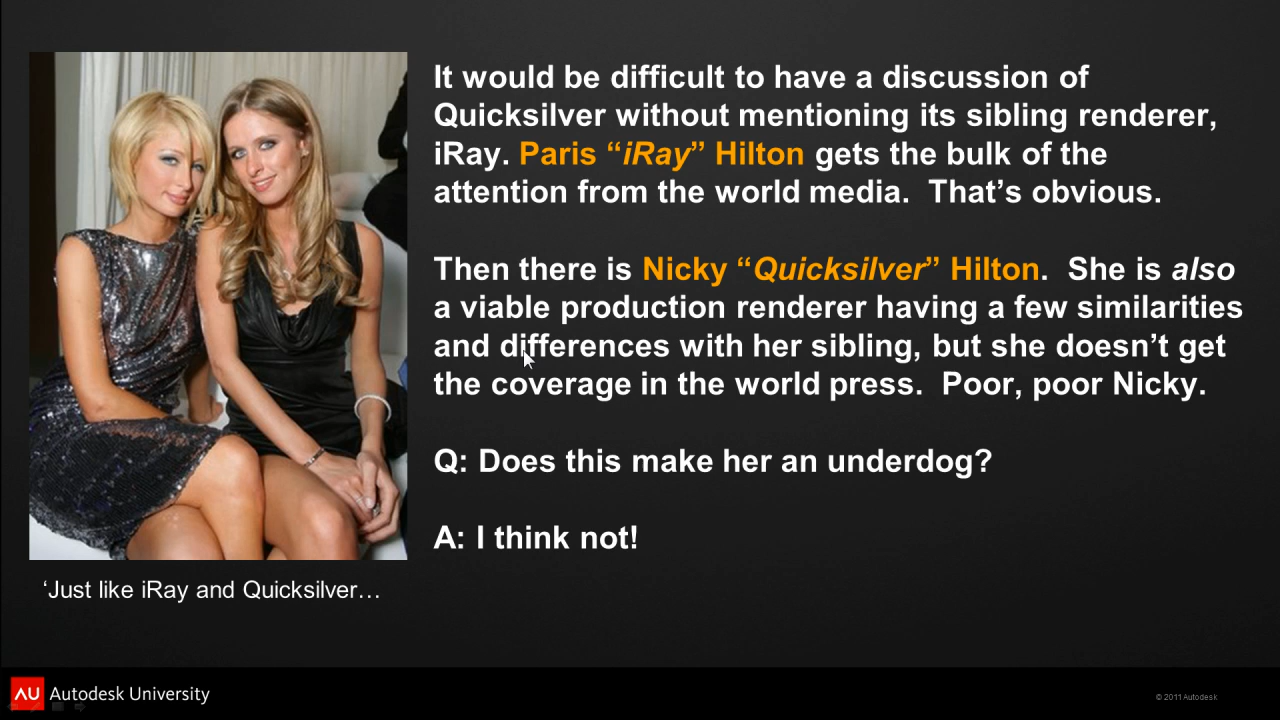 It would be difficult to have a discussion of
Quicksilver without mentioning its sibling renderer,
iRay. Paris “iRay” Hilton gets the bulk of the
attention from the world media.  That’s obvious.
Then there is Nicky “Quicksilver” Hilton.  She is also
a viable production renderer having a few similarities
and differences with her sibling, but she doesn’t get
the coverage in the world press.  Poor, poor Nicky.
Q: Does this make her an underdog?
A: I think not!
‘Just like iRay and Quicksilver…
AU Autodesk University
© 2011 Autodesk